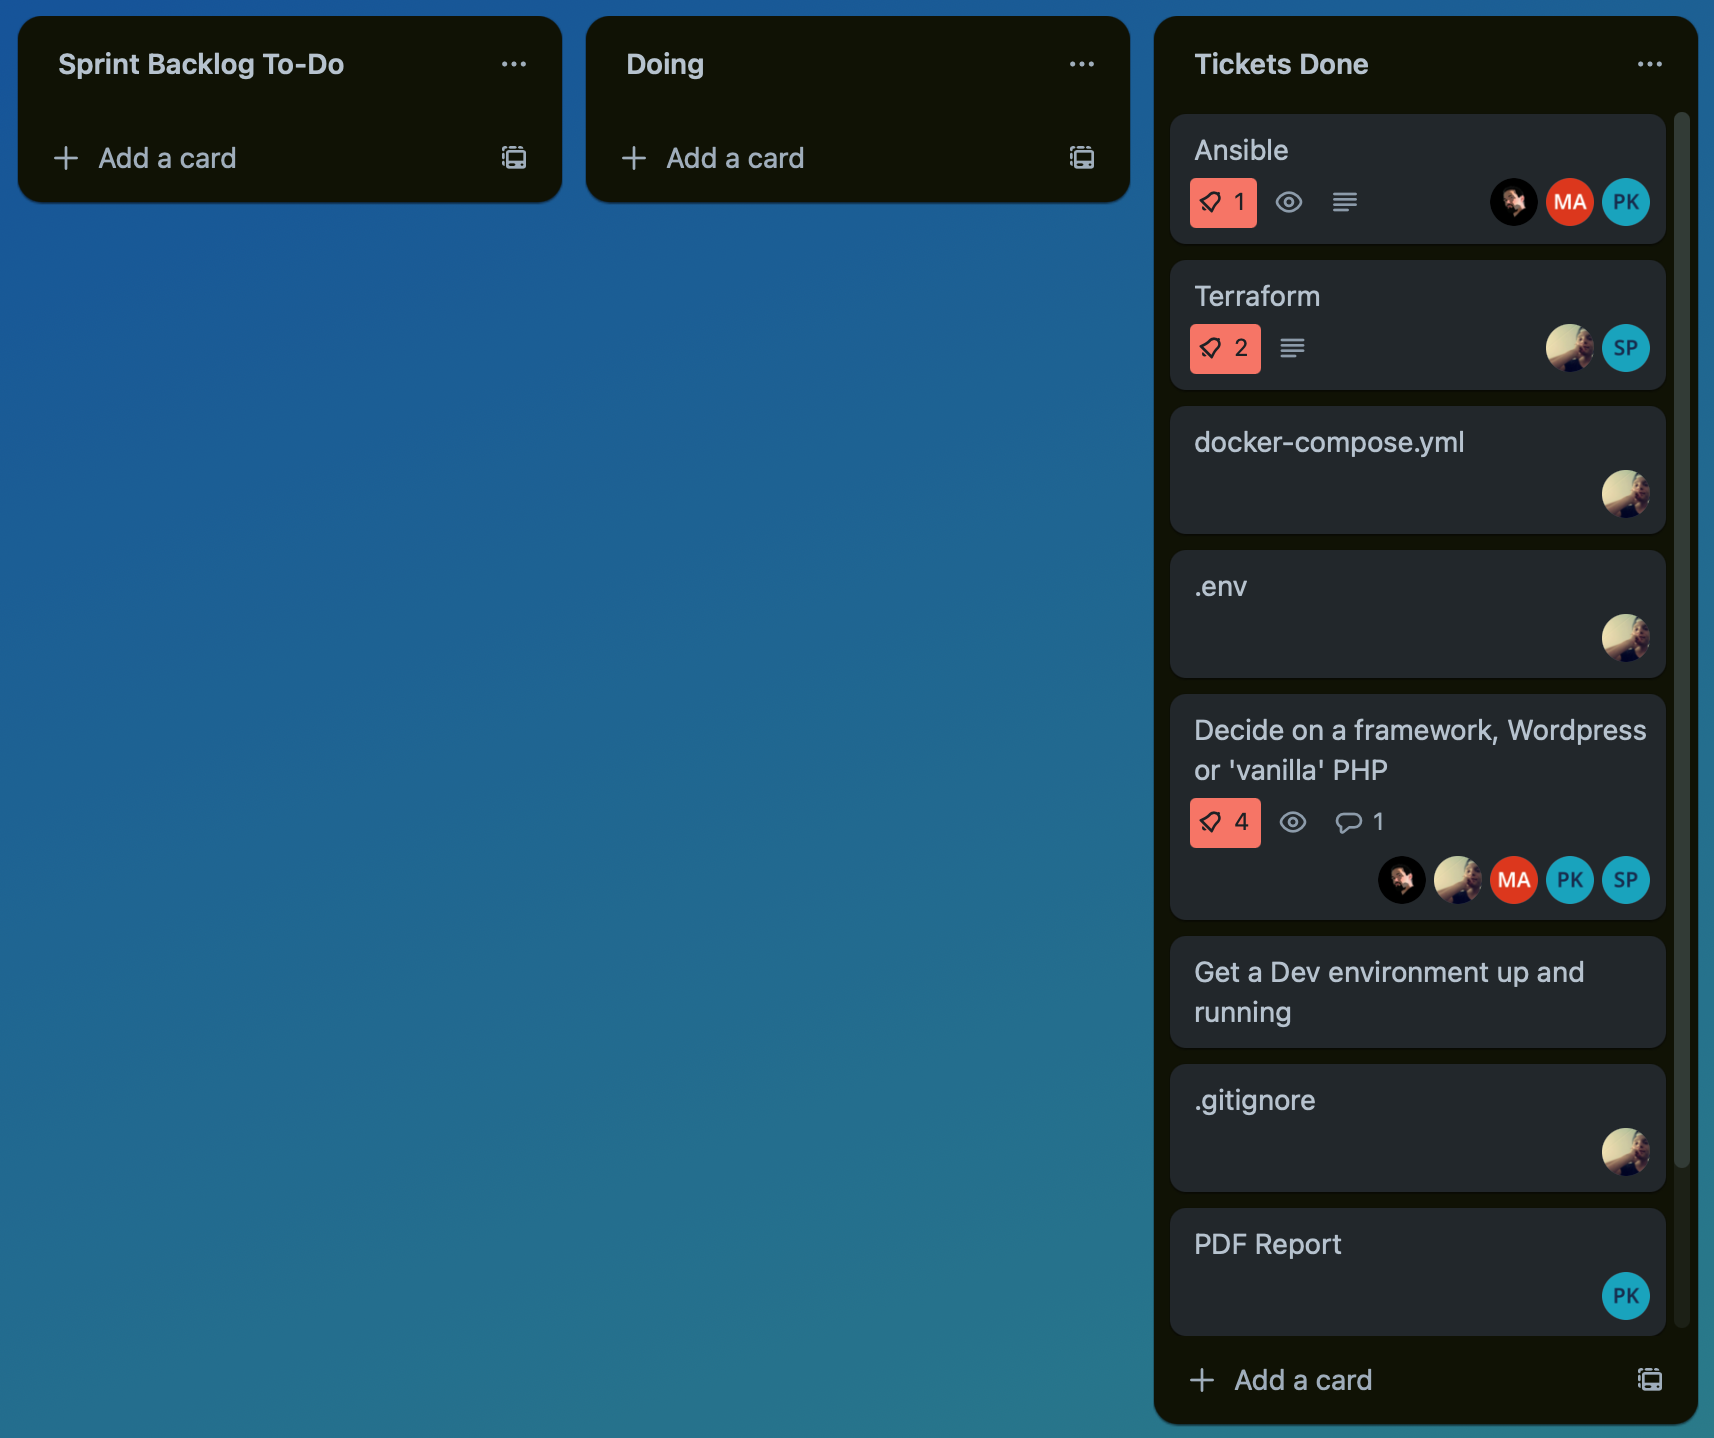 Sprint Backlog To-Do
Add a card
Doing
Add a card
Tickets Done
Ansible
1
MA
PK
Terraform
2
SP
docker-compose.yml
.env
Decide on a framework, Wordpress
or 'vanilla' PHP
4
1
MA
PK
SP
Get a Dev environment up and
running
.gitignore
PDF Report
PK
Add a card